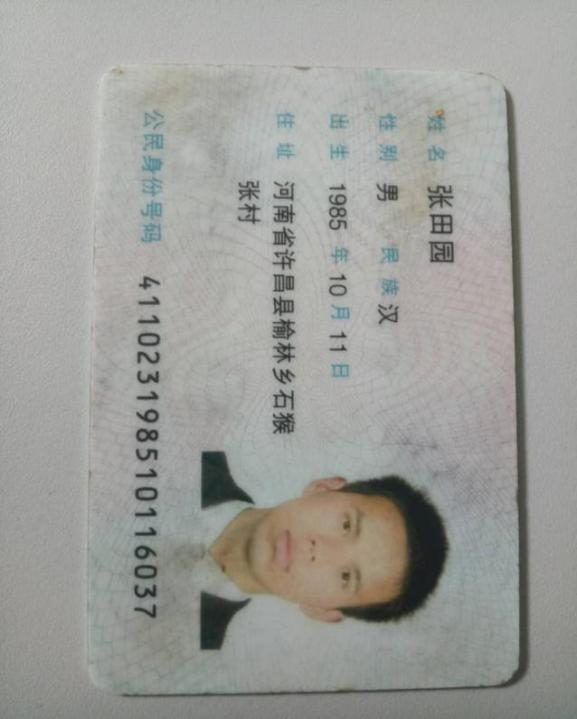 姓名 张田园
性别 男 民族 汉
出生 1985 年 10 月 11 日
住址 河南省许昌县榆林乡石猴
张村
公民身份号码 411023198510116037